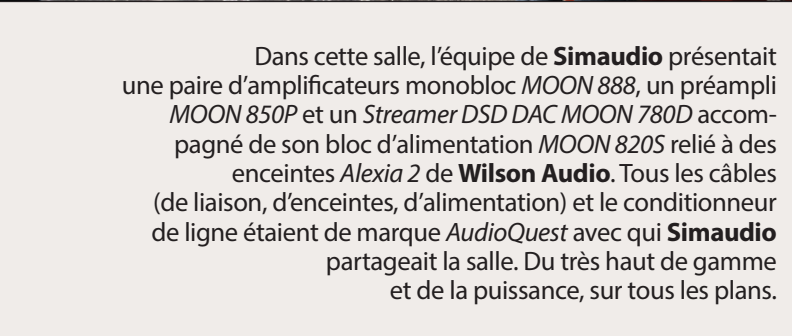 Dans cette salle, l’équipe de Simaudio présentait
une paire d’amplificateurs monobloc MOON 888, un préampli
MOON 850P et un Streamer DSD DAC MOON 780D accom-
pagné de son bloc d’alimentation MOON 820S relié à des
enceintes Alexia 2 de Wilson Audio. Tous les câbles
(de liaison, d’enceintes, d’alimentation) et le conditionneur
de ligne étaient de marque AudioQuest avec qui Simaudio
partageait la salle. Du très haut de gamme
et de la puissance, sur tous les plans.